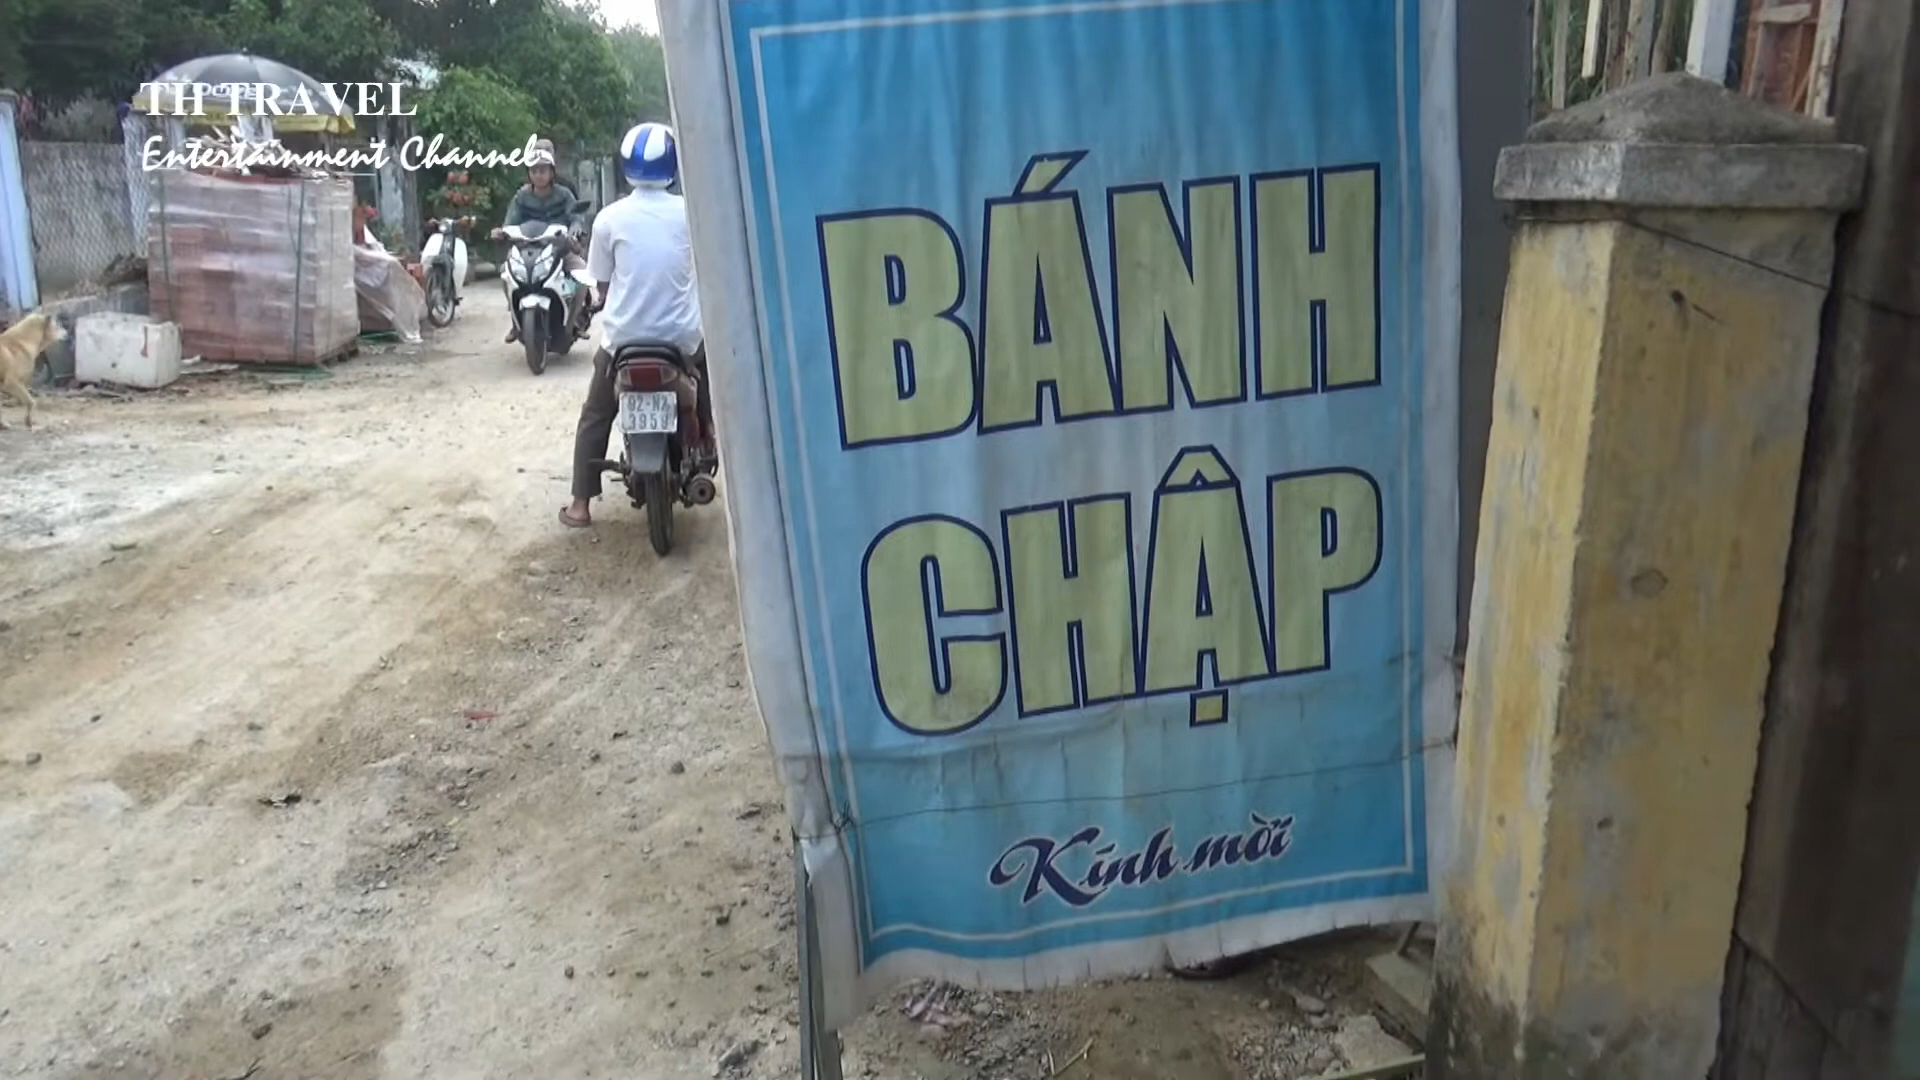 TH TRAVEL
Entertainment Channel
BÁNH
CHẬP
Kính mời